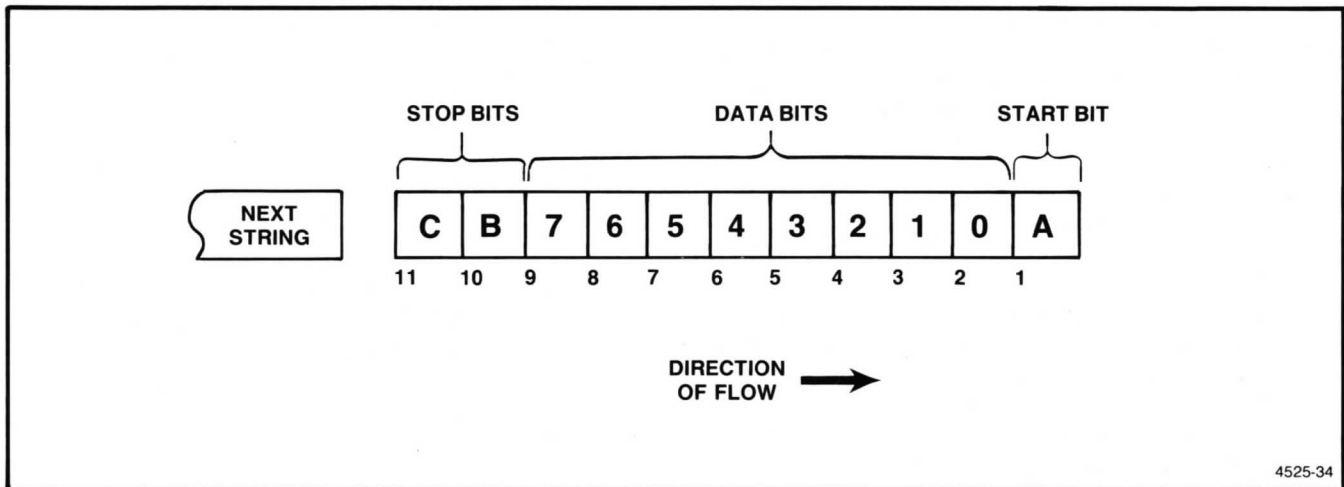 STOP BITS DATA BITS START BIT
NEXT
STRING
C B 7 6 5 4 3 2 1 0 A
11 10 9 8 7 6 5 4 3 2 1
DIRECTION
OF FLOW
4525-34